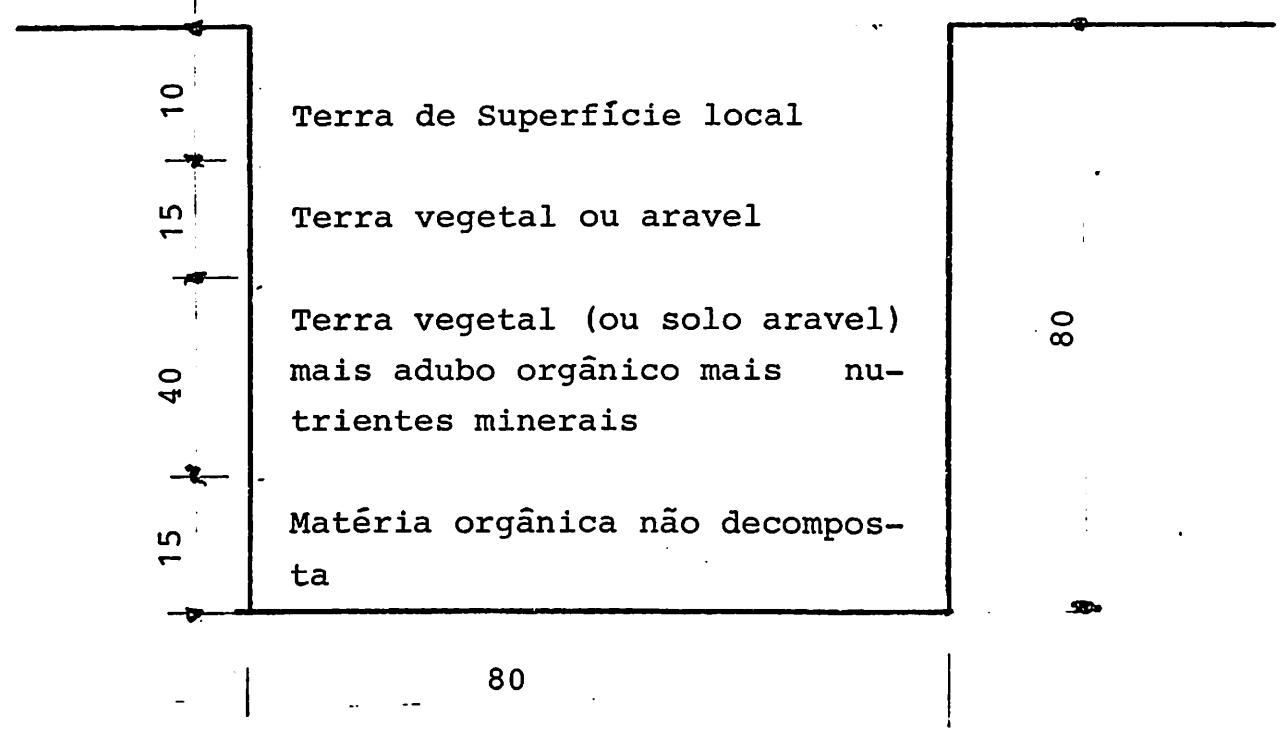 10
Terra de Superfície local
15
Terra vegetal ou aravel
40
Terra vegetal (ou solo aravel)
mais adubo orgânico mais nu-
trientes minerais
15
Matéria orgânica não decompos-
ta
80
80